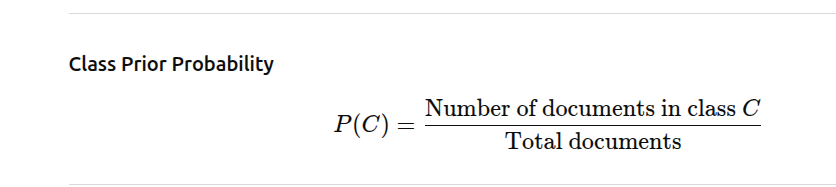 Class Prior Probability
P(C) = Number of documents in class C / Total documents